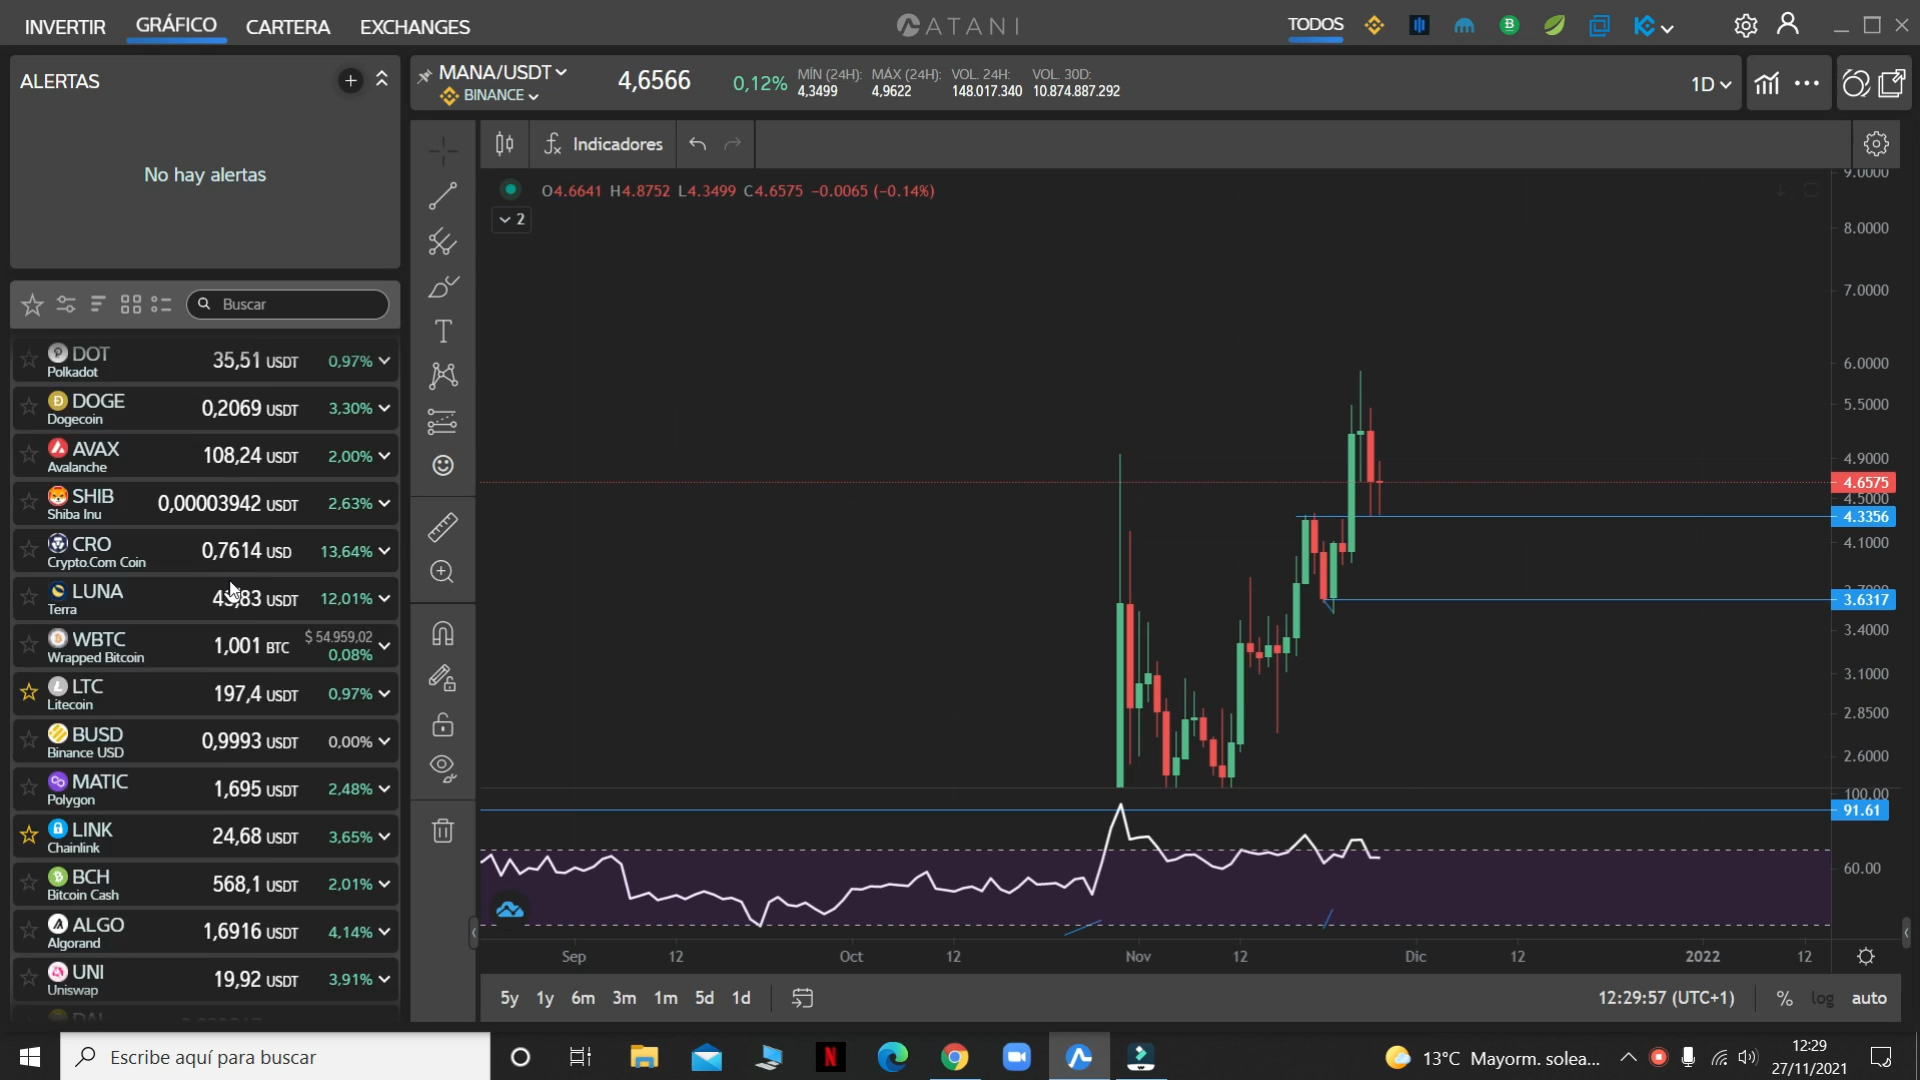 INVERTIR GRÁFICO CARTERA EXCHANGES ATANI TODOS
ALERTAS
No hay alertas
MANA/USDT 4,6566 0,12% MÍN (24H): MÁX (24H): VOL. 24H: VOL. 30D: 1D
BINANCE 4,3499 4,9622 148.017.340 10.874.887.292
Indicadores
O4.6641 H4.8752 L4.3499 C4.6575 −0.0065 (−0.14%)
2
Buscar
DOT 35,51 USDT 0,97%
Polkadot
DOGE 0,2069 USDT 3,30%
Dogecoin
AVAX 108,24 USDT 2,00%
Avalanche
SHIB 0,00003942 USDT 2,63%
Shiba Inu
CRO 0,7614 USD 13,64%
Crypto.Com Coin
LUNA USDT 12,01%
Terra
WBTC 1,001 BTC $ 54.959,02
Wrapped Bitcoin 0,08%
LTC 197,4 USDT 0,97%
Litecoin
BUSD 0,9993 USDT 0,00%
Binance USD
MATIC 1,695 USDT 2,48%
Polygon
LINK 24,68 USDT 3,65%
Chainlink
BCH 568,1 USDT 2,01%
Bitcoin Cash
ALGO 1,6916 USDT 4,14%
Algorand
UNI 19,92 USDT 3,91%
Uniswap
9.0000
8.0000
7.0000
6.0000
5.5000
4.9000
4.6575
4.5000
4.3356
4.1000
3.6317
3.4000
3.1000
2.8500
2.6000
100.00
91.61
60.00
Sep 12 Oct 12 Nov 12 Dic 12 2022 12
5y 1y 6m 3m 1m 5d 1d 12:29:57 (UTC+1) % log auto
Escribe aquí para buscar
N
13°C Mayorm. solea...
12:29
27/11/2021